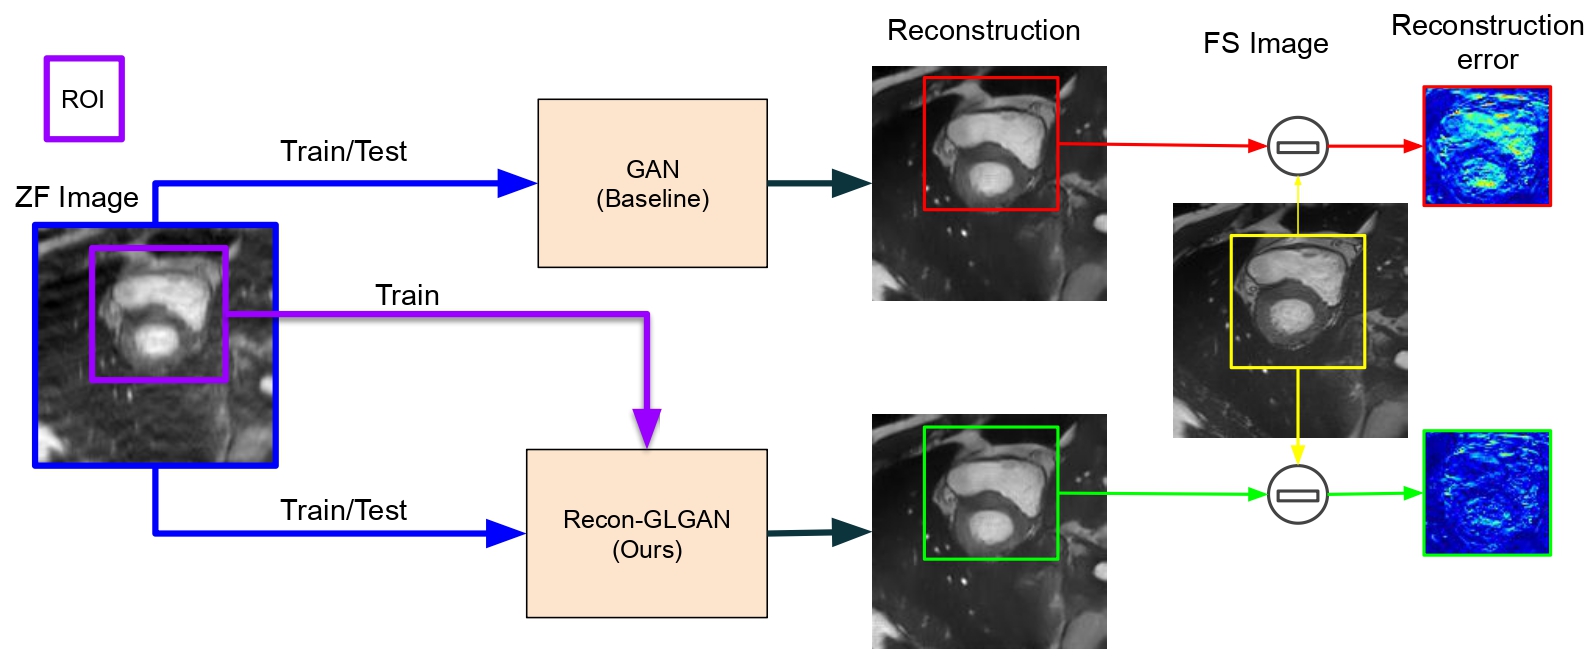 Reconstruction
FS Image
Reconstruction
error
ROI
Train/Test
GAN
(Baseline)
ZF Image
Train
Train/Test
Recon-GLGAN
(Ours)